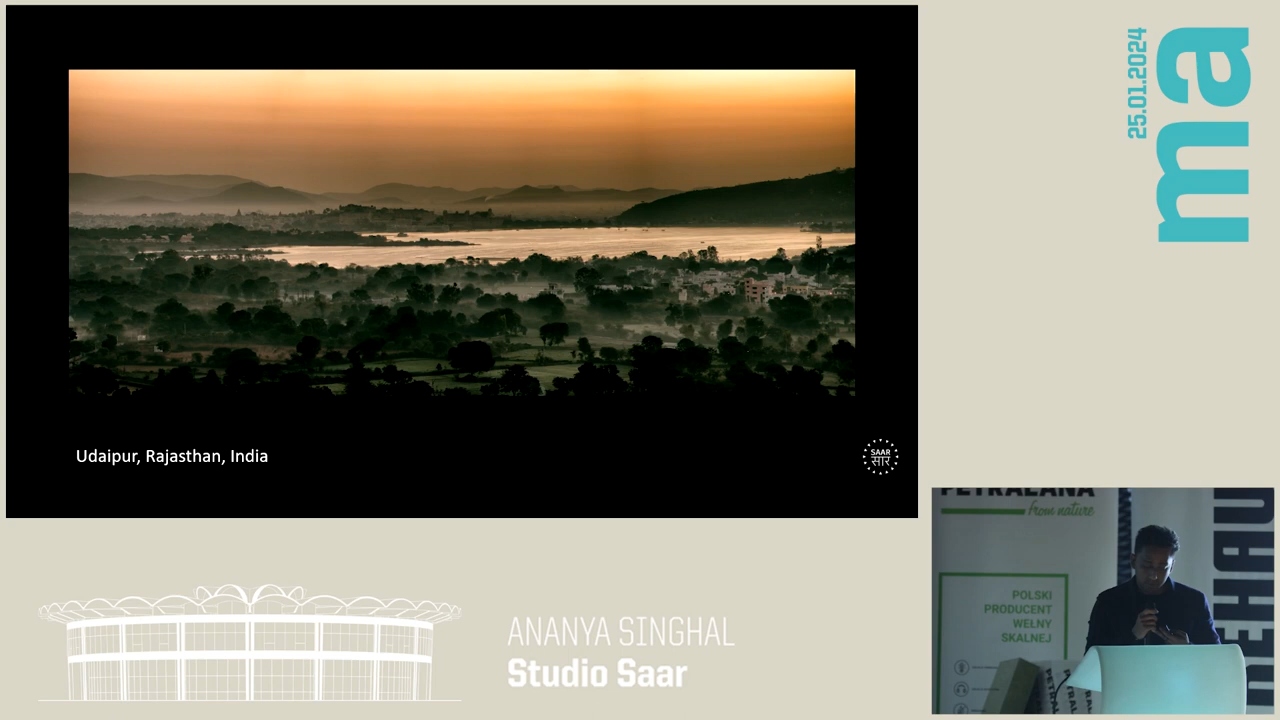 Udaipur, Rajasthan, India
SAAR
सार
25.01.2024
ma
ANANYA SINGHAL
Studio Saar
PETRALANA
from nature
POLSKI
PRODUCENT
WEŁNY
SKALNEJ